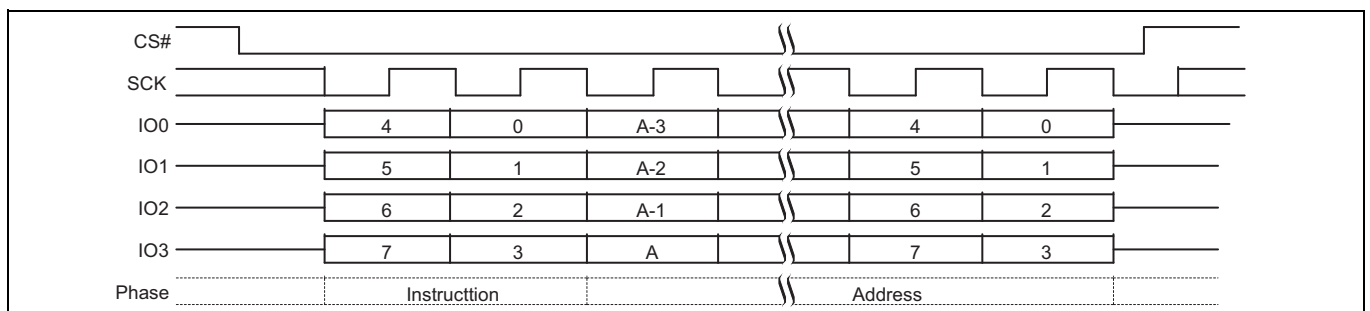 CS#
SCK
IO0 4 0 A-3 4 0
IO1 5 1 A-2 5 1
IO2 6 2 A-1 6 2
IO3 7 3 A 7 3
Phase Instructtion Address